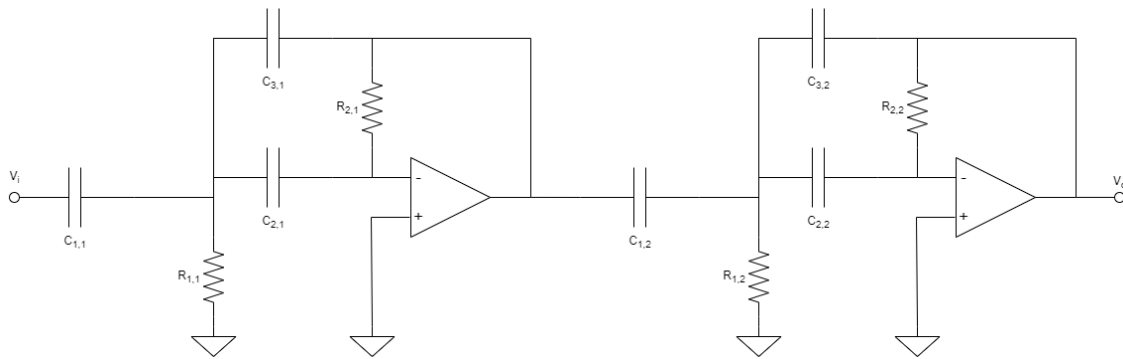 C3,1
C3,2
R2,1
R2,2
Vi
-
-
+
+
C1,1
C2,1
C1,2
C2,2
R1,1
R1,2